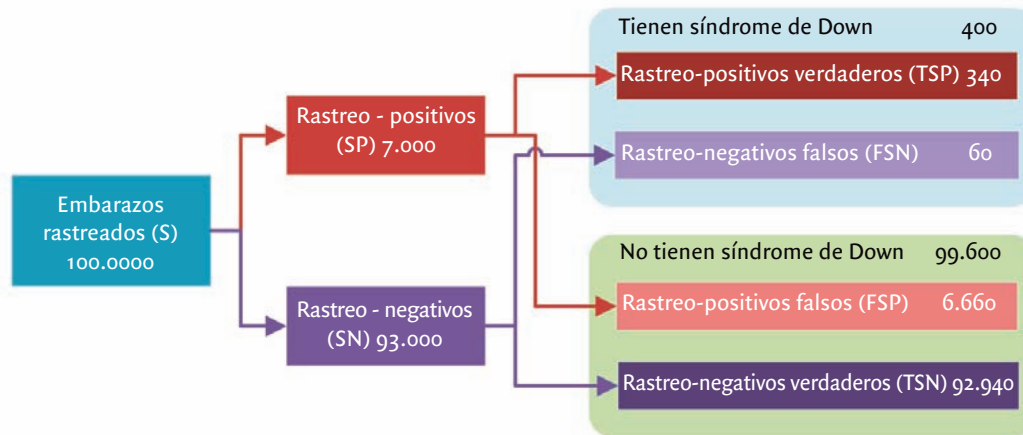 Embarazos
rastreados (S)
100.0000
Rastreo - positivos
(SP) 7.000
Rastreo - negativos
(SN) 93.000
Tienen síndrome de Down 400
Rastreo-positivos verdaderos (TSP) 340
Rastreo-negativos falsos (FSN) 60
No tienen síndrome de Down 99.600
Rastreo-positivos falsos (FSP) 6.660
Rastreo-negativos verdaderos (TSN) 92.940